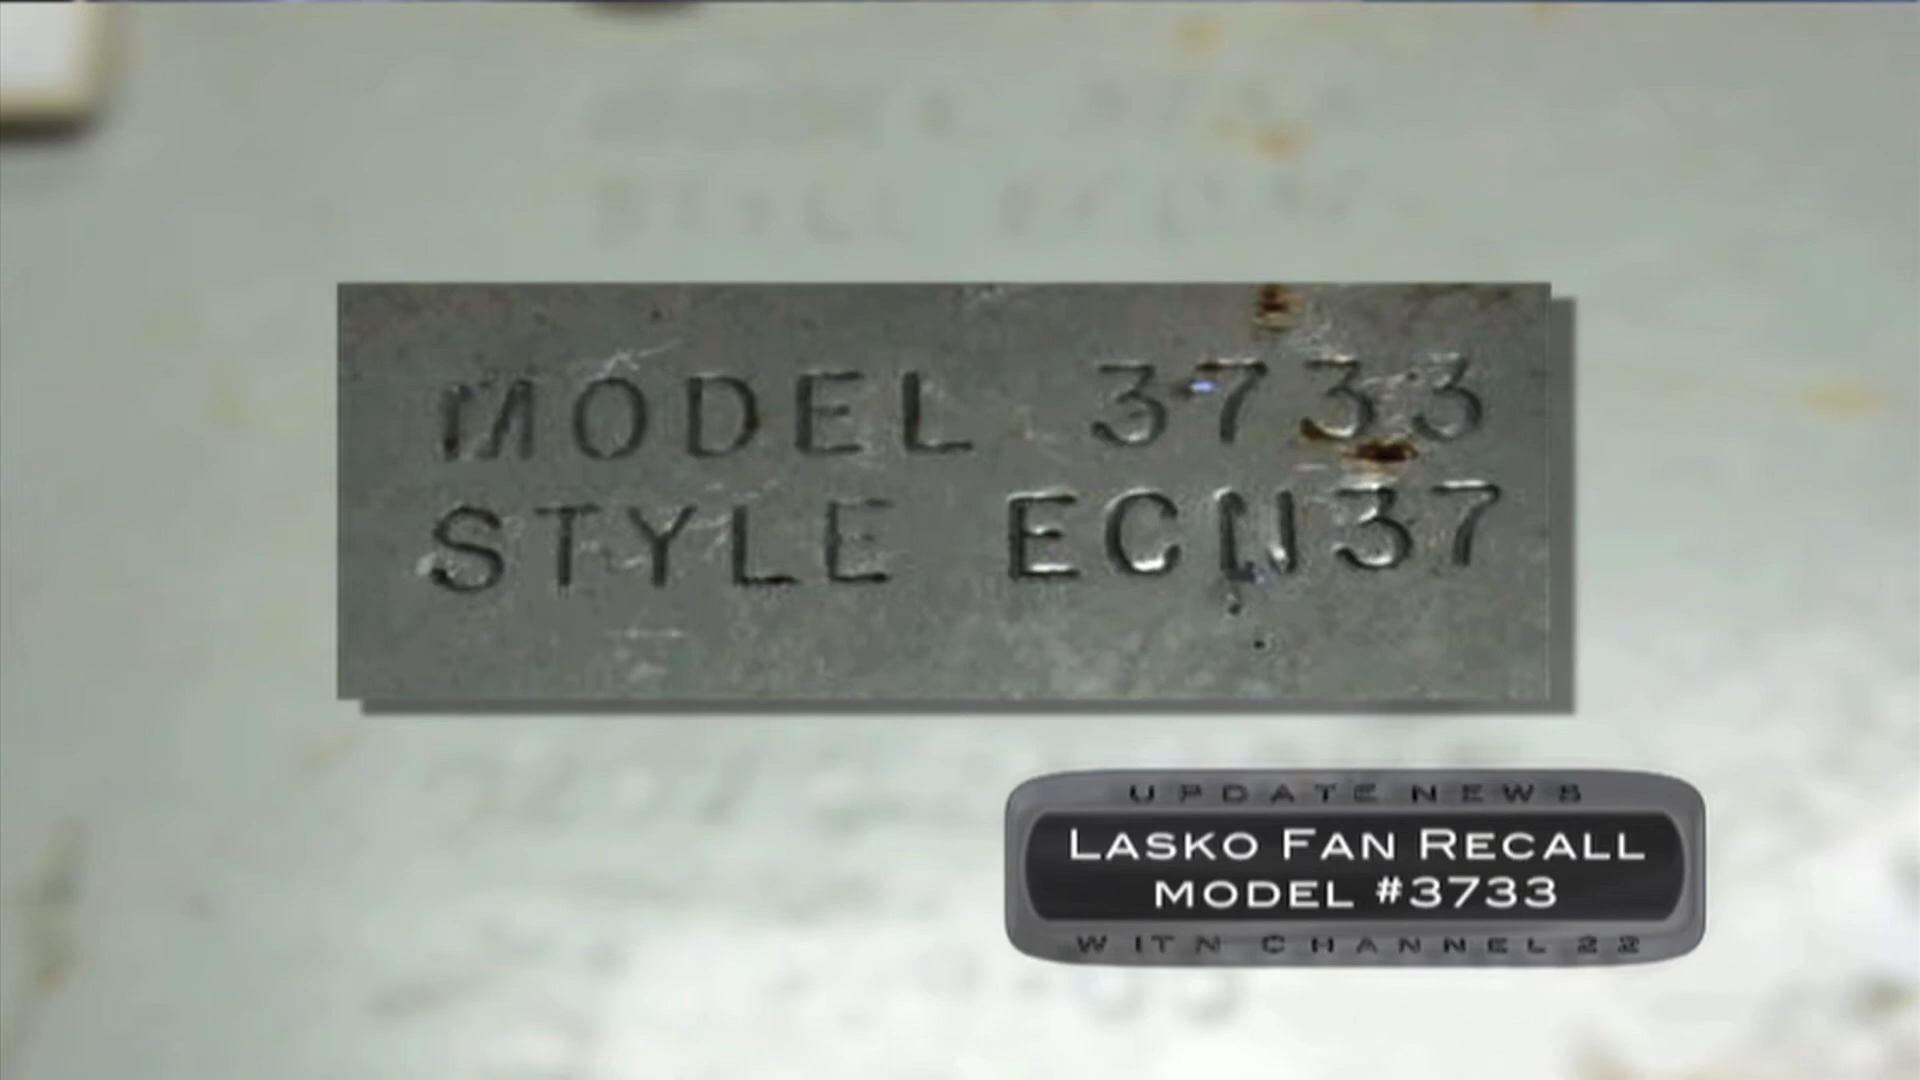 MODEL 3733
STYLE ECN37
UPDATE NEWS
LASKO FAN RECALL
MODEL #3733
WITN CHANNEL 22